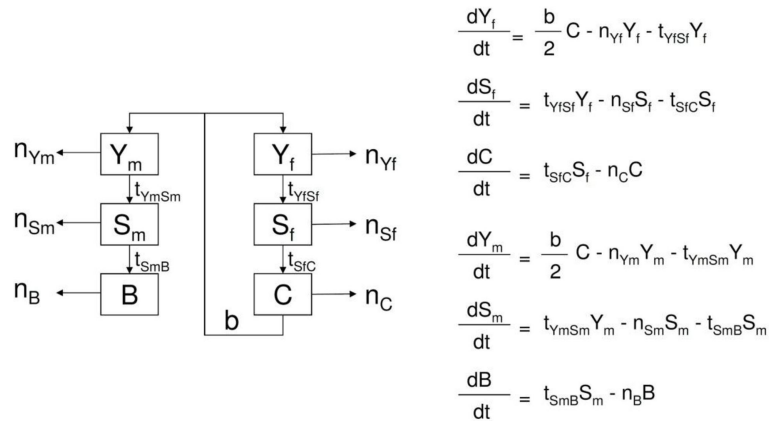 n_Ym Y_m Y_f n_Yf
t_YmSm t_YfSf
n_Sm S_m S_f n_Sf
t_SmB t_SfC
n_B B C n_C
b
dY_f/dt = b/2 C - n_Yf Y_f - t_YfSf Y_f
dS_f/dt = t_YfSf Y_f - n_Sf S_f - t_SfC S_f
dC/dt = t_SfC S_f - n_C C
dY_m/dt = b/2 C - n_Ym Y_m - t_YmSm Y_m
dS_m/dt = t_YmSm Y_m - n_Sm S_m - t_SmB S_m
dB/dt = t_SmB S_m - n_B B